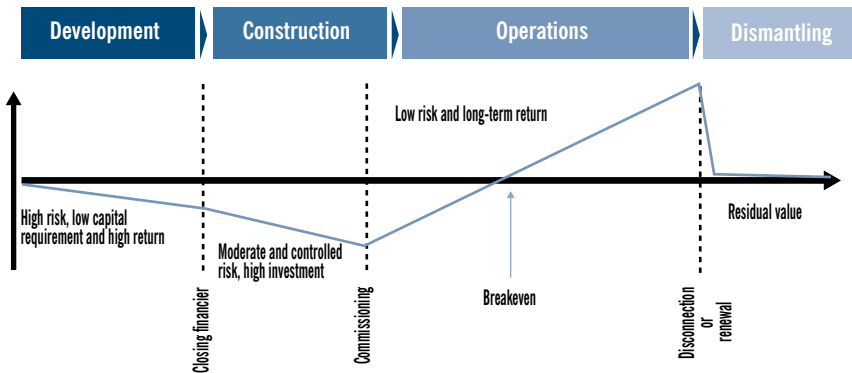 Development
Construction
Operations
Dismantling
Low risk and long-term return
High risk, low capital
requirement and high return
Moderate and controlled
risk, high investment
Residual value
Breakeven
Closing financier
Commissioning
Disconnection
or
renewal